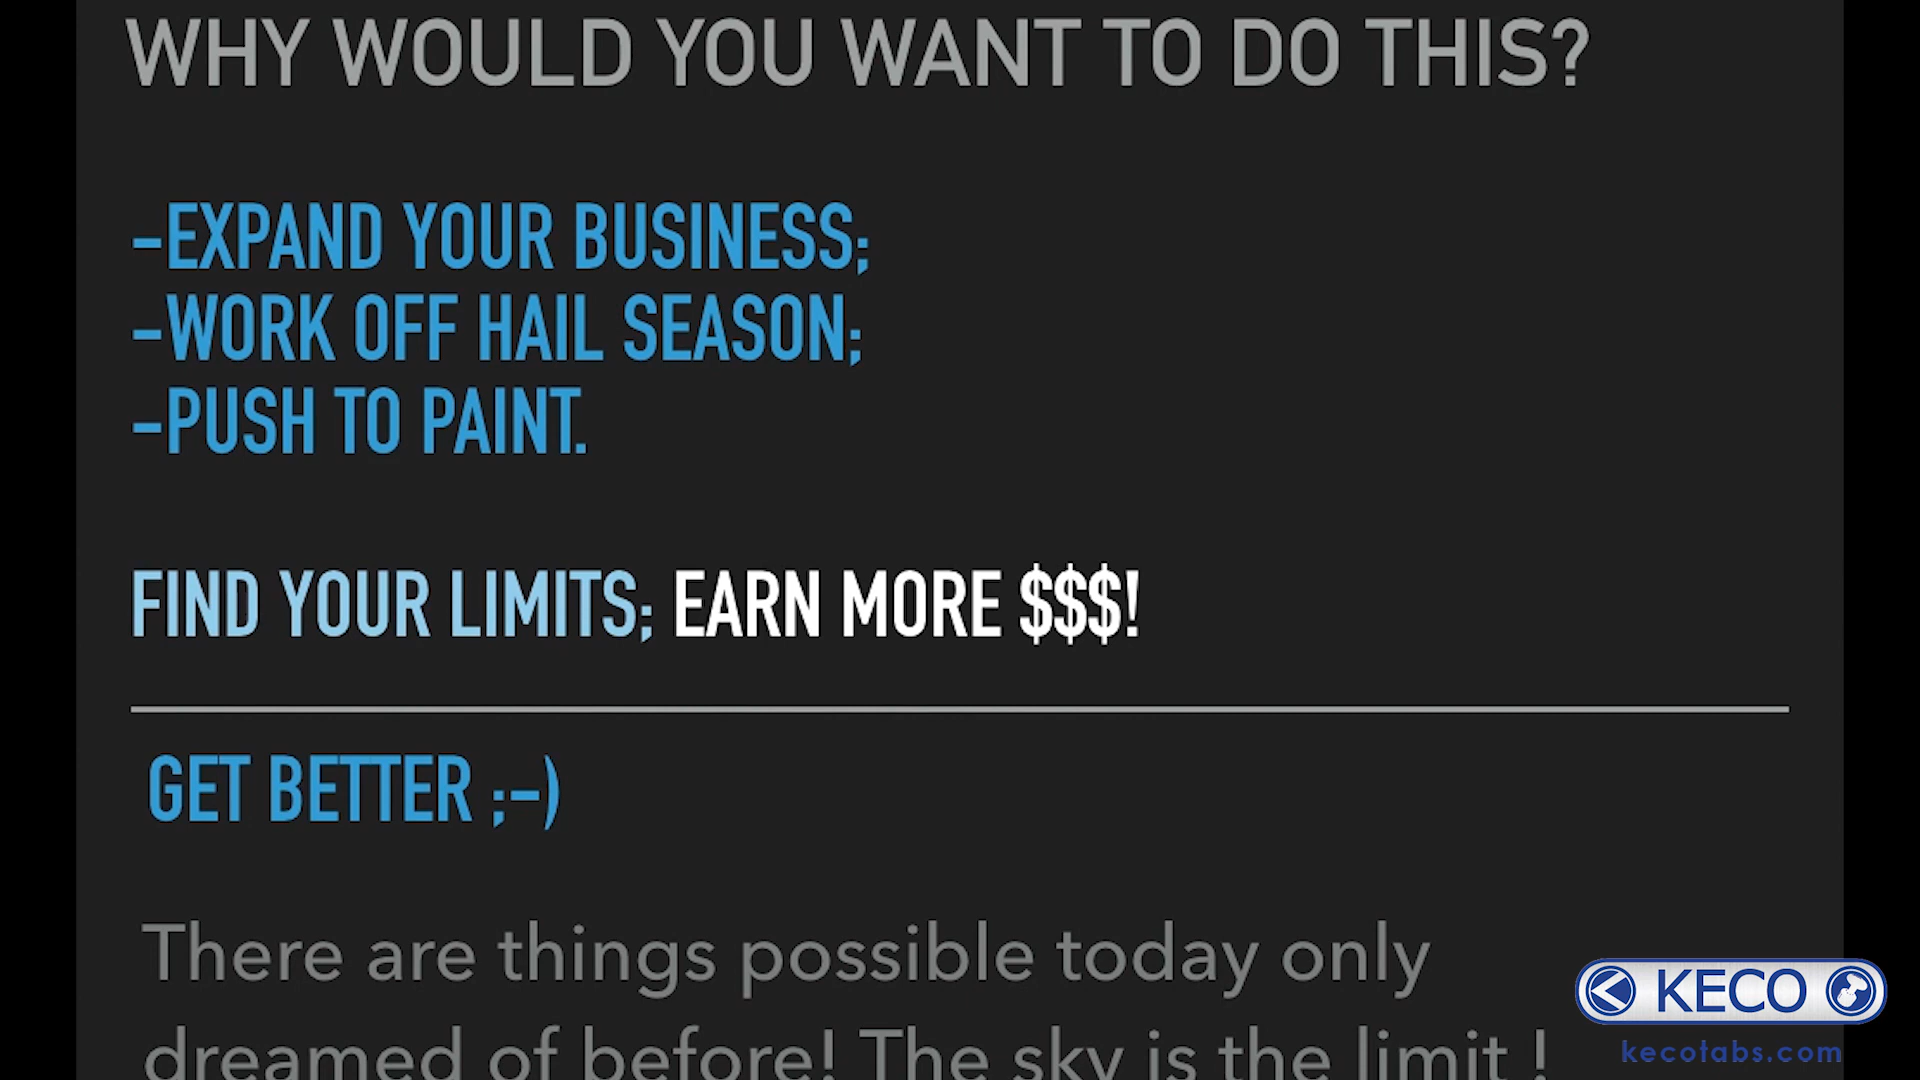 WHY WOULD YOU WANT TO DO THIS?
-EXPAND YOUR BUSINESS;
-WORK OFF HAIL SEASON;
-PUSH TO PAINT.
FIND YOUR LIMITS; EARN MORE $$$!
GET BETTER ;-)
There are things possible today only
dreamed of before! The sky is the limit !
KECO
kecotabs.com